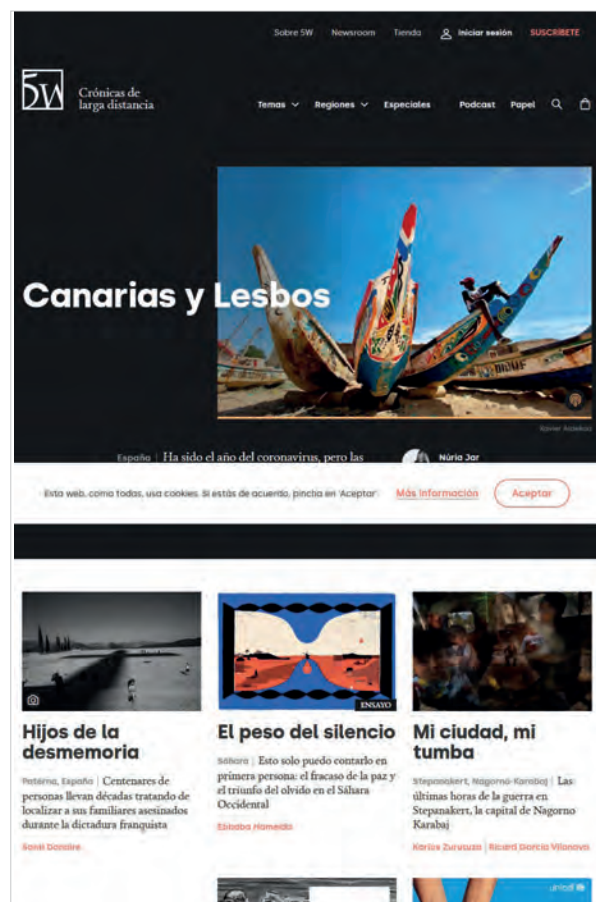 Sobre 5W Newsroom Tienda Iniciar sesión SUSCRÍBETE
5W Crónicas de
larga distancia
Temas Regiones Especiales Podcast Papel
Canarias y Lesbos
Xavier Aldekoa
España | Ha sido el año del coronavirus, pero las
Núria Jar
Esta web, como todas, usa cookies. Si estás de acuerdo, pincha en 'Aceptar'
Más información
Aceptar
Hijos de la
desmemoria
Paterna, España | Centenares de
personas llevan décadas tratando de
localizar a sus familiares asesinados
durante la dictadura franquista
Santi Donaire
ENSAYO
El peso del silencio
Sáhara | Esto solo puedo contarlo en
primera persona: el fracaso de la paz y
el triunfo del olvido en el Sáhara
Occidental
Ebbaba Hameida
Mi ciudad, mi
tumba
Stepanakert, Nagorno-Karabaj | Las
últimas horas de la guerra en
Stepanakert, la capital de Nagorno
Karabaj
Karlos Zurutuza | Ricard García Vilanova
unicef